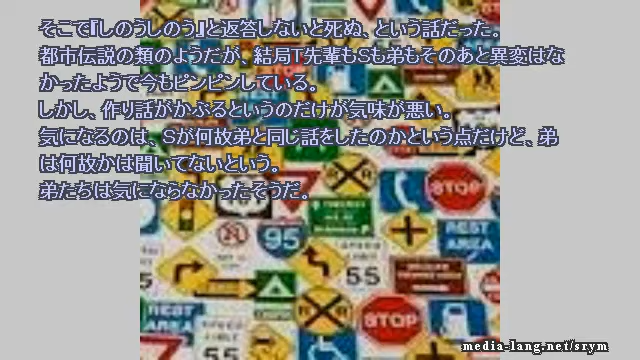 そこで『しのうしのう』と返答しないと死ぬ、という話だった。
都市伝説の類のようだが、結局T先輩もSも弟もそのあと異変はな
かったようで今もピンピンしている。
しかし、作り話がかぶるというのだけが気味が悪い。
気になるのは、Sが何故弟と同じ話をしたのかという点だけど、弟
は何故かは聞いてないという。
弟たちは気にならなかったそうだ。
STOP
95
REST AREA
SPEED LIMIT
55
55
STOP
REST AREA
media-lang.net/srym